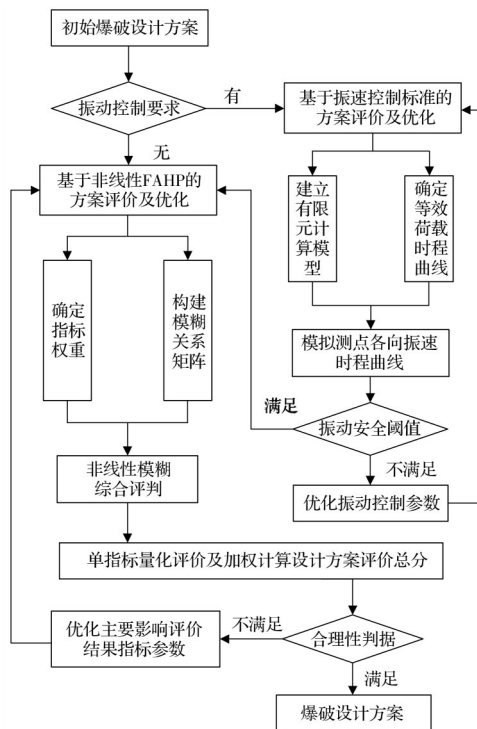 初始爆破设计方案
振动控制要求
有
无
基于振速控制标准的
方案评价及优化
基于非线性FAHP的
方案评价及优化
建立
有限
元计
算模
型
确定
等效
荷载
时程
曲线
确定
指标
权重
构建
模糊
关系
矩阵
模拟测点各向振速
时程曲线
满足
振动安全阈值
不满足
非线性模糊
综合评判
优化振动控制参数
单指标量化评价及加权计算设计方案评价总分
优化主要影响评价
结果指标参数
不满足
合理性判据
满足
爆破设计方案